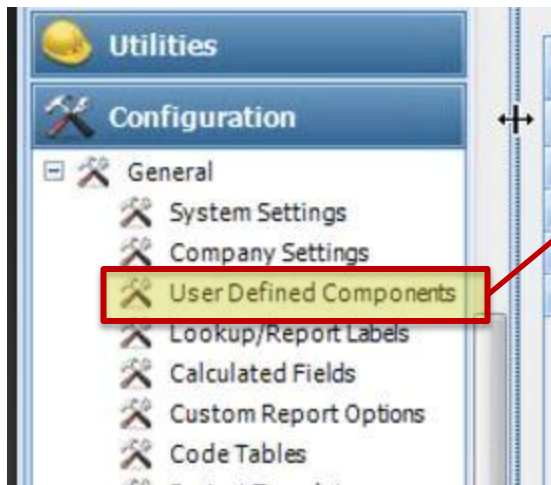 Utilities
Configuration
General
System Settings
Company Settings
User Defined Components
Lookup/Report Labels
Calculated Fields
Custom Report Options
Code Tables